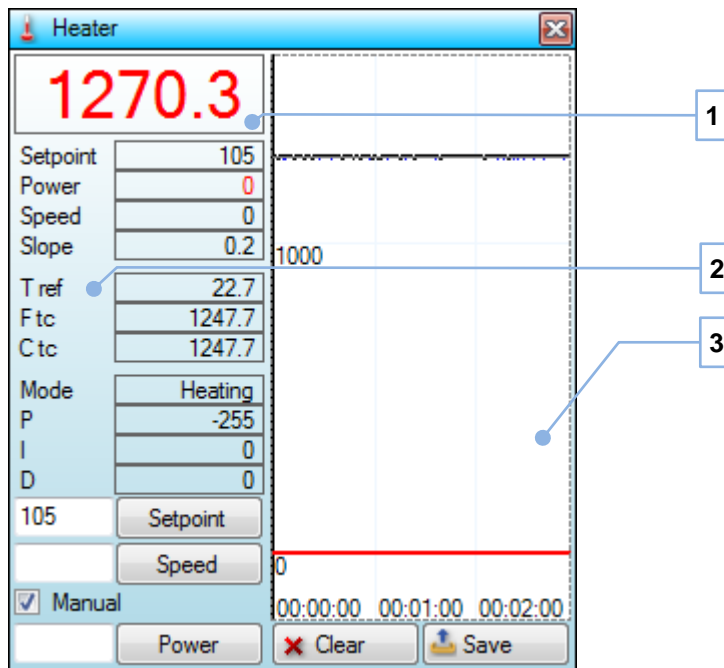 Heater
1270.3
1
Setpoint 105
Power 0
Speed 0
Slope 0.2
1000
2
T ref 22.7
F tc 1247.7
C tc 1247.7
3
Mode Heating
P -255
I 0
D 0
105 Setpoint
Speed
0
Manual
00:00:00 00:01:00 00:02:00
Power
Clear
Save